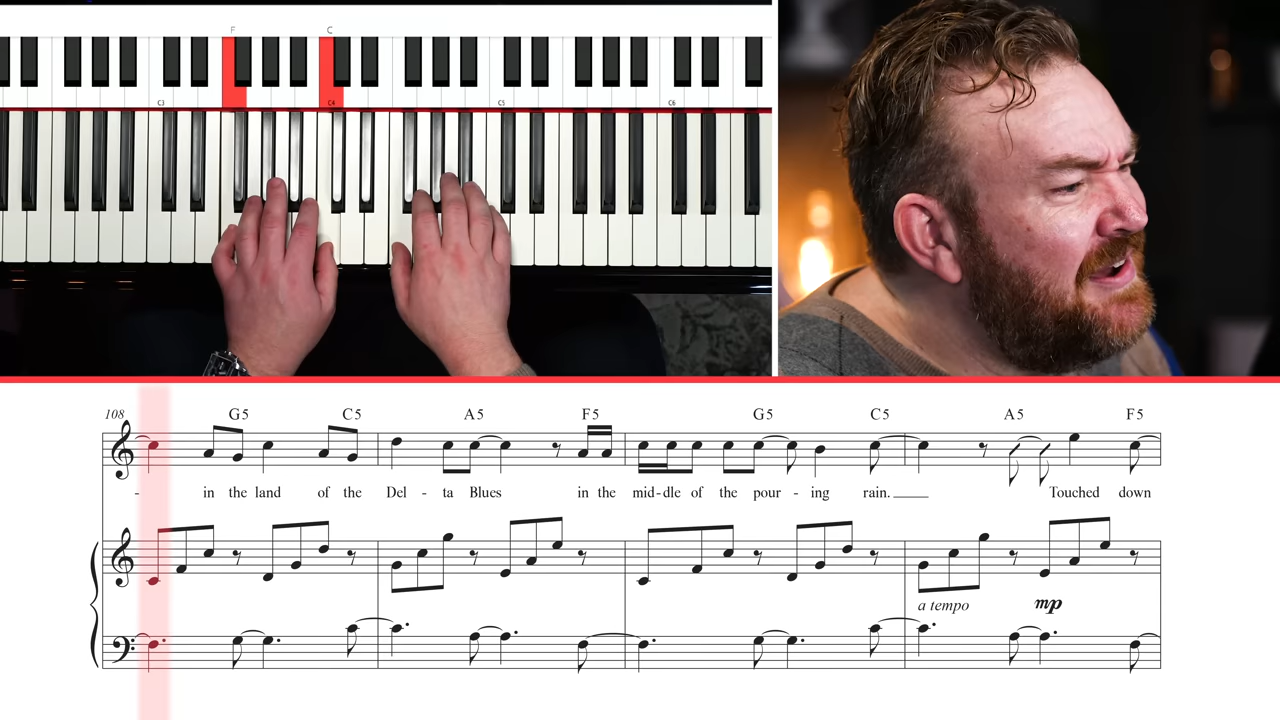 F C
C3 C4 C5 C6
108 G5 C5 A5 F5 G5 C5 A5 F5
- in the land of the Del - ta Blues in the mid-dle of the pour - ing rain. Touched down
a tempo mp